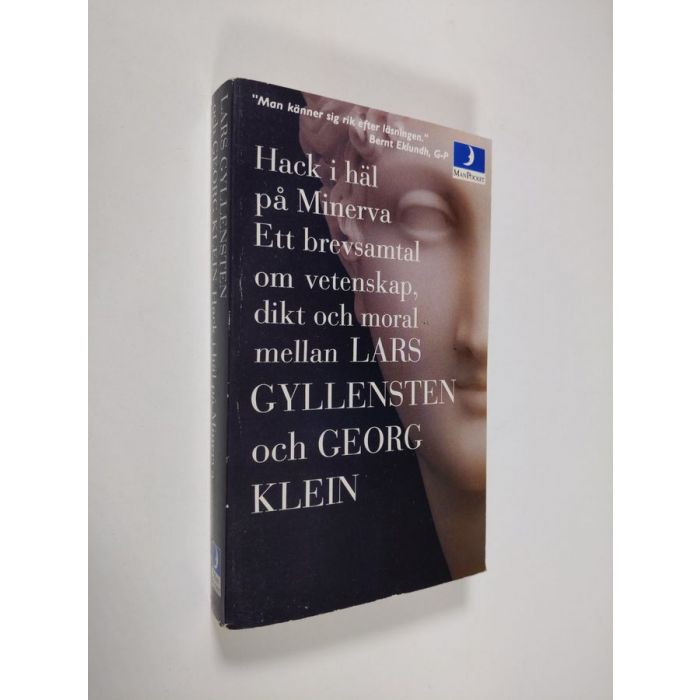 "Man känner sig rik efter läsningen."
Bernt Eklundh, G-P
MANPOCKET
Hack i häl
på Minerva
Ett brevsamtal
om vetenskap,
dikt och moral
mellan LARS
GYLLENSTEN
och GEORG
KLEIN
LARS GYLLENSTEN
GEORG KLEIN Hack i häl på Minerva